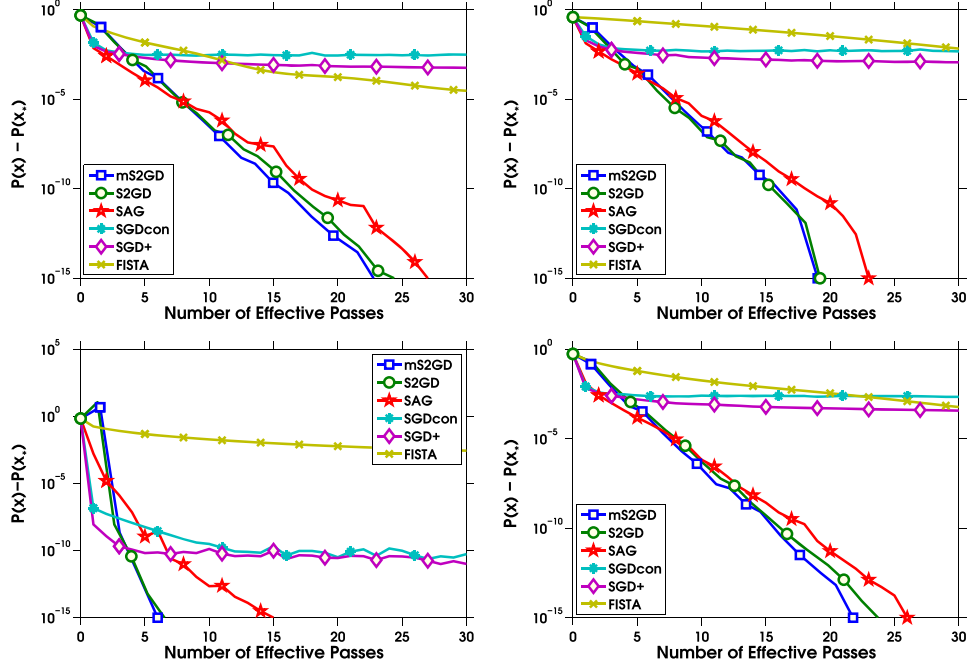 10^0
10^-5
10^-10
10^-15
P(x) − P(x*)
mS2GD
S2GD
SAG
SGDcon
SGD+
FISTA
0 5 10 15 20 25 30
Number of Effective Passes
10^0
10^-5
10^-10
10^-15
P(x) − P(x*)
mS2GD
S2GD
SAG
SGDcon
SGD+
FISTA
0 5 10 15 20 25 30
Number of Effective Passes
10^5
10^0
10^-5
10^-10
10^-15
P(x)−P(x*)
mS2GD
S2GD
SAG
SGDcon
SGD+
FISTA
0 5 10 15 20 25 30
Number of Effective Passes
10^0
10^-5
10^-10
10^-15
P(x) − P(x*)
mS2GD
S2GD
SAG
SGDcon
SGD+
FISTA
0 5 10 15 20 25 30
Number of Effective Passes